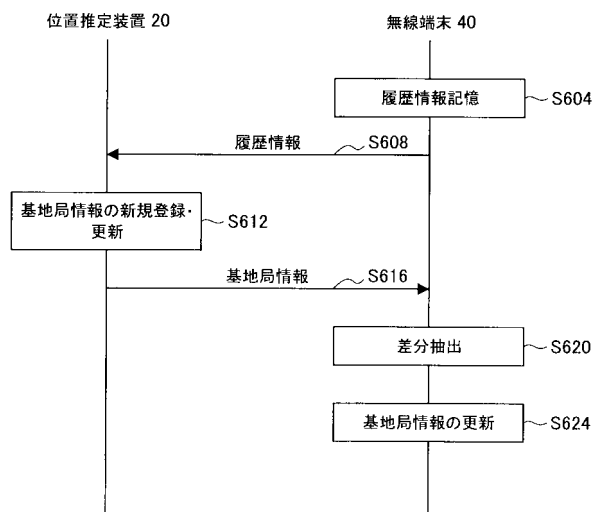 位置推定装置 20
無線端末 40
履歴情報記憶
S604
履歴情報
S608
基地局情報の新規登録・
更新
S612
基地局情報
S616
差分抽出
S620
基地局情報の更新
S624